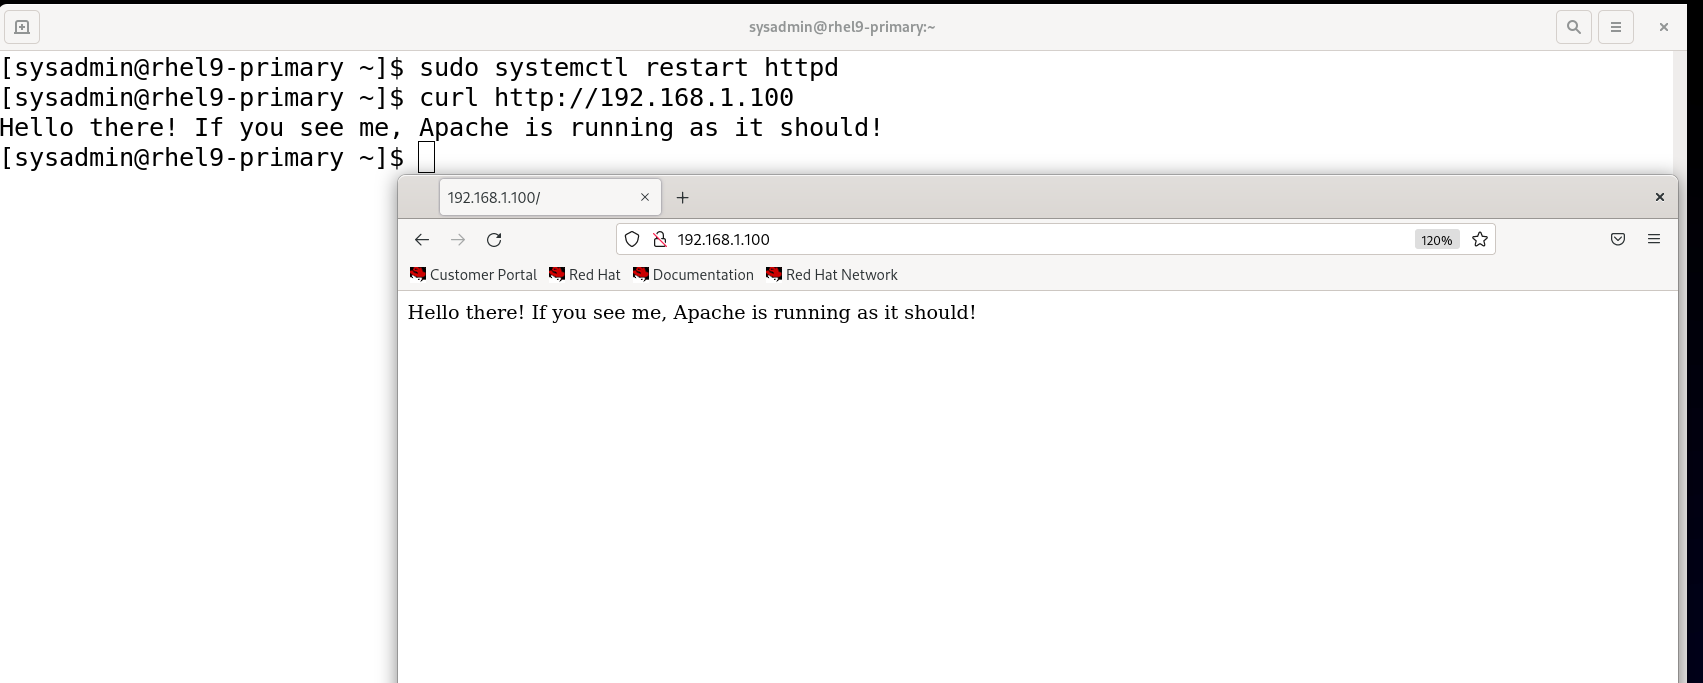 sysadmin@rhel9-primary:~
[sysadmin@rhel9-primary ~]$ sudo systemctl restart httpd
[sysadmin@rhel9-primary ~]$ curl http://192.168.1.100
Hello there! If you see me, Apache is running as it should!
[sysadmin@rhel9-primary ~]$
192.168.1.100/
192.168.1.100 120%
Customer Portal Red Hat Documentation Red Hat Network
Hello there! If you see me, Apache is running as it should!